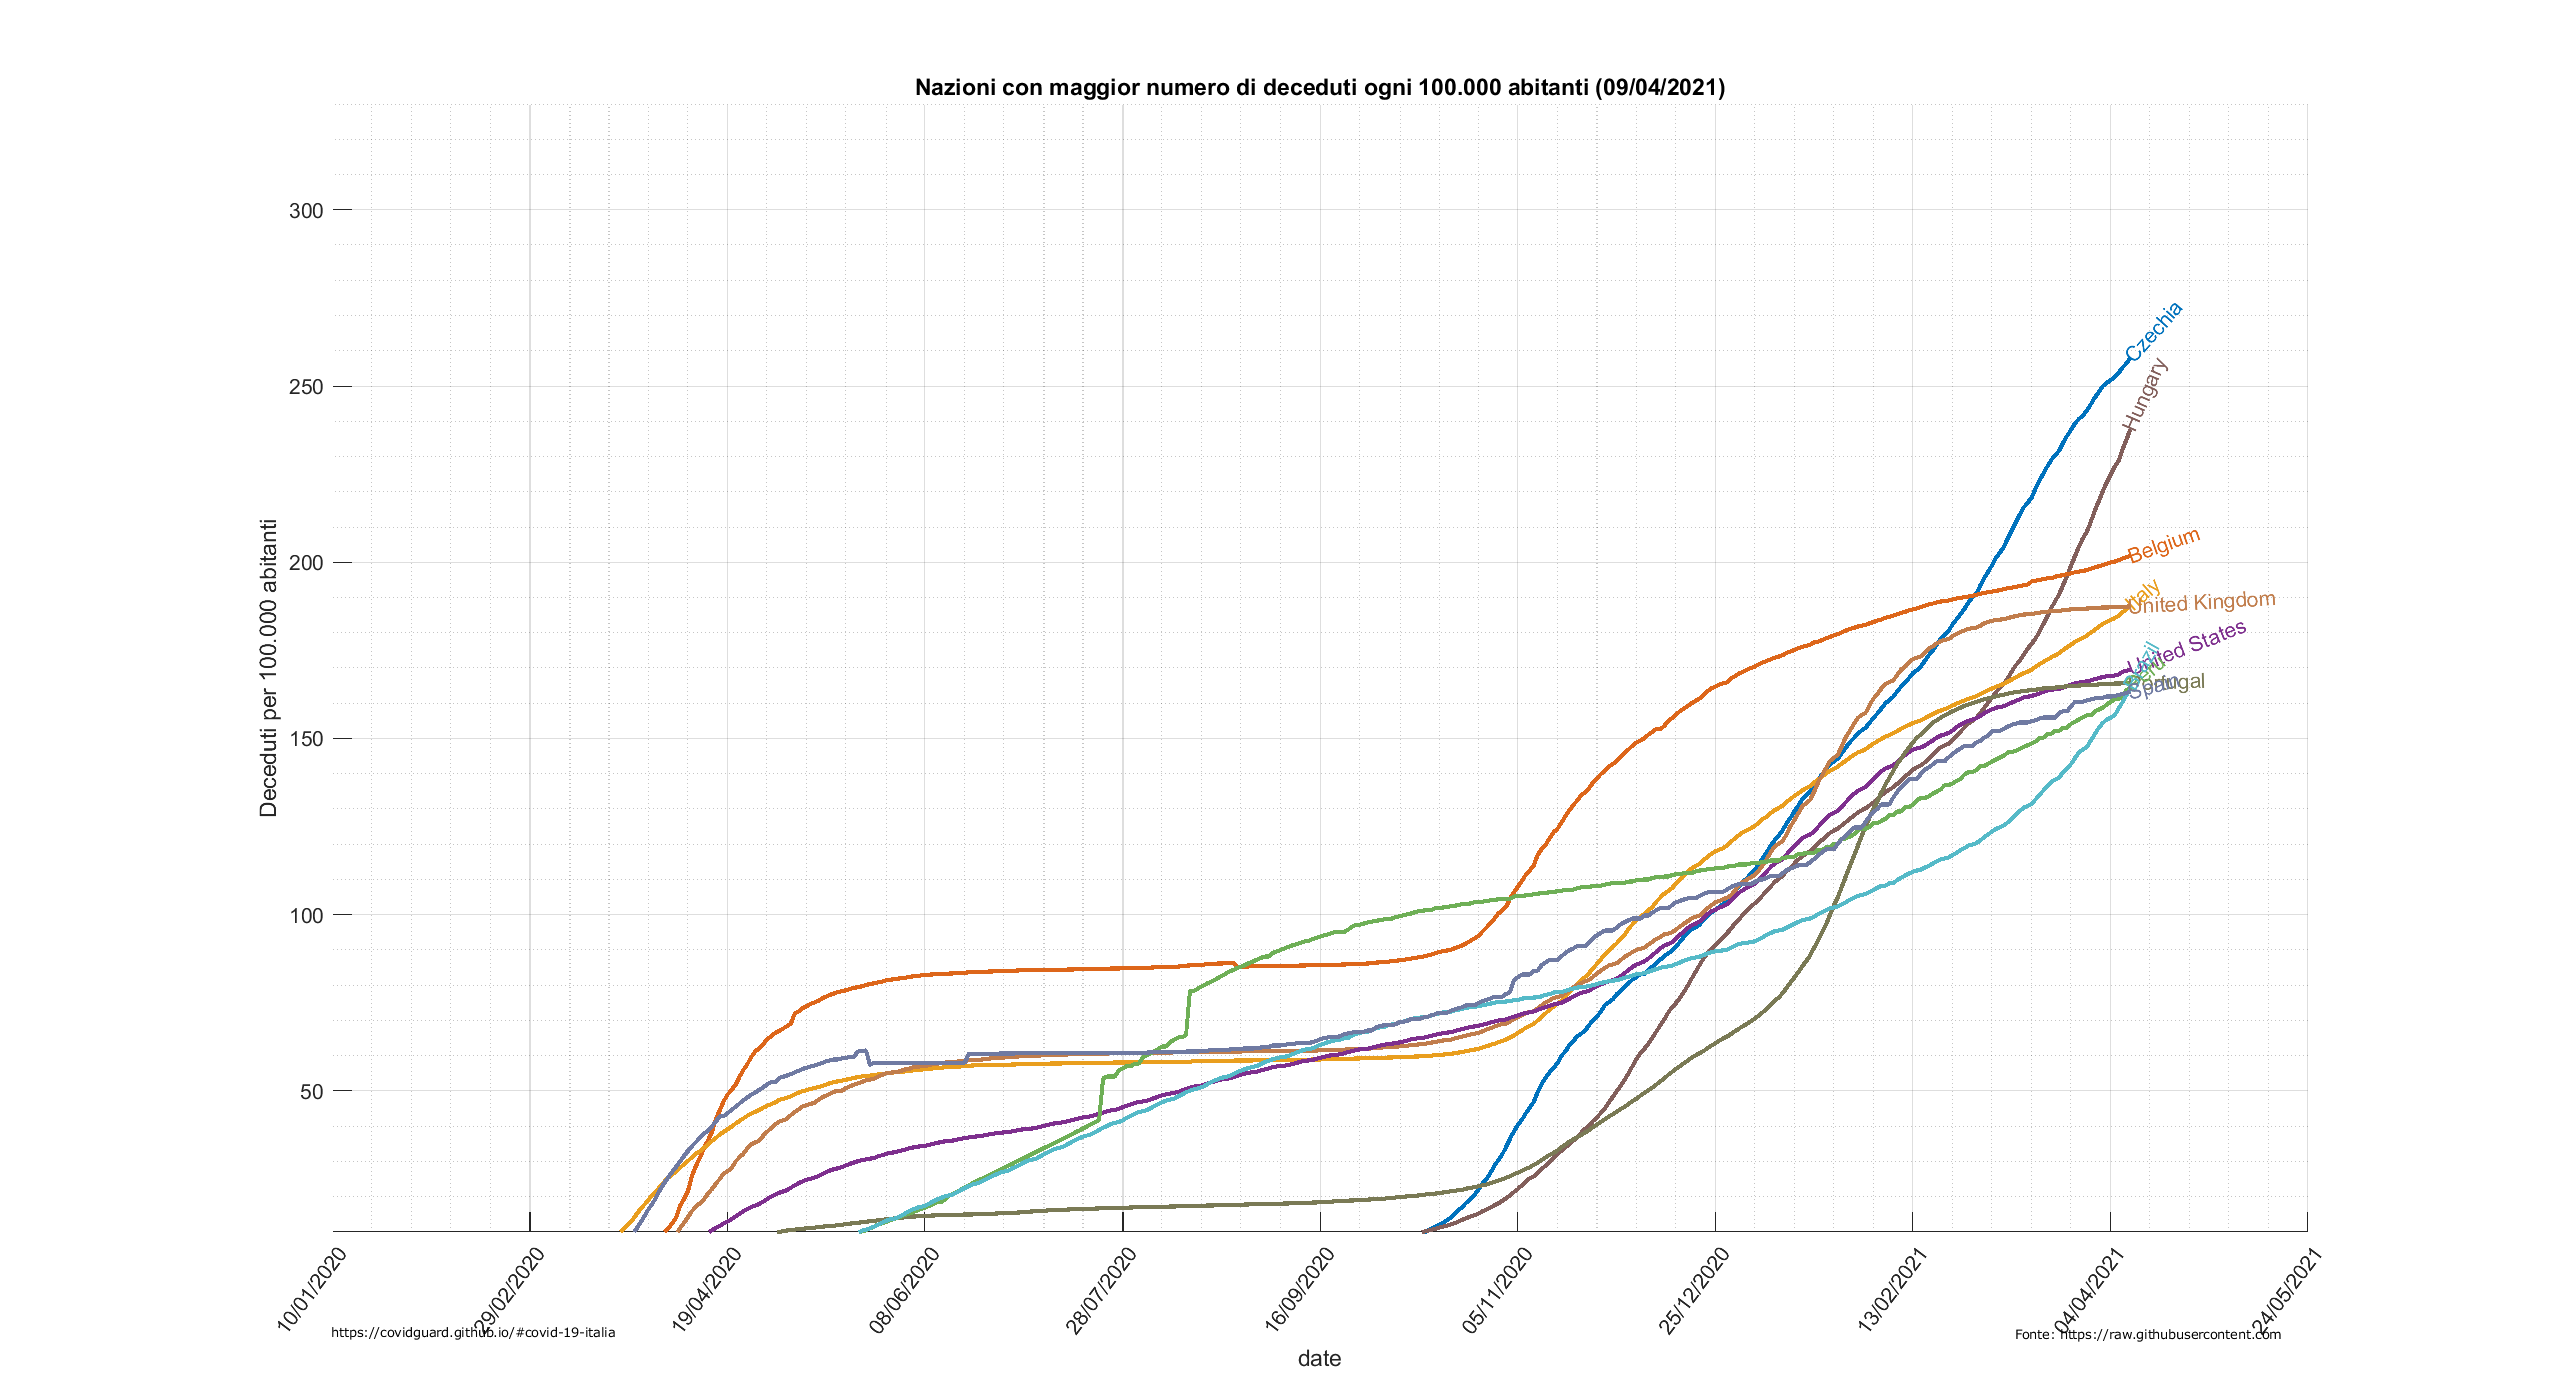 Nazioni con maggior numero di deceduti ogni 100.000 abitanti (09/04/2021)
300
250
200
150
100
50
Deceduti per 100.000 abitanti
Czechia
Hungary
Belgium
Italy
United Kingdom
United States
Peru
Portugal
Spain
10/01/2020
29/02/2020
19/04/2020
08/06/2020
28/07/2020
16/09/2020
05/11/2020
25/12/2020
13/02/2021
04/04/2021
24/05/2021
https://covidguard.github.io/#covid-19-italia
Fonte: https://raw.githubusercontent.com
date